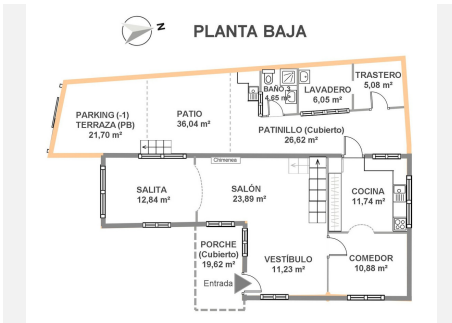 N
PLANTA BAJA
TRASTERO
5,08 m²
BAÑO 3
4,65 m²
LAVADERO
6,05 m²
PARKING (-1)
TERRAZA (PB)
21,70 m²
PATIO
36,04 m²
PATINILLO (Cubierto)
26,62 m²
Chimenea
SALITA
12,84 m²
SALÓN
23,89 m²
COCINA
11,74 m²
PORCHE
(Cubierto)
19,62 m²
VESTÍBULO
11,23 m²
COMEDOR
10,88 m²
Entrada